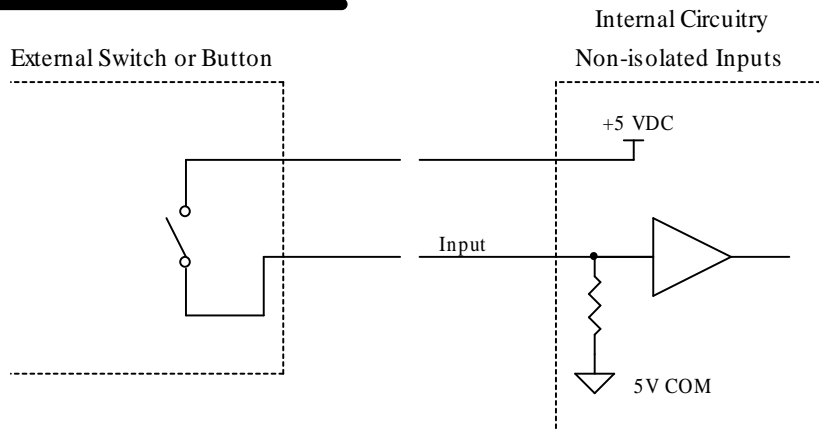 Internal Circuitry
External Switch or Button
Non-isolated Inputs
+5 VDC
Input
5V COM